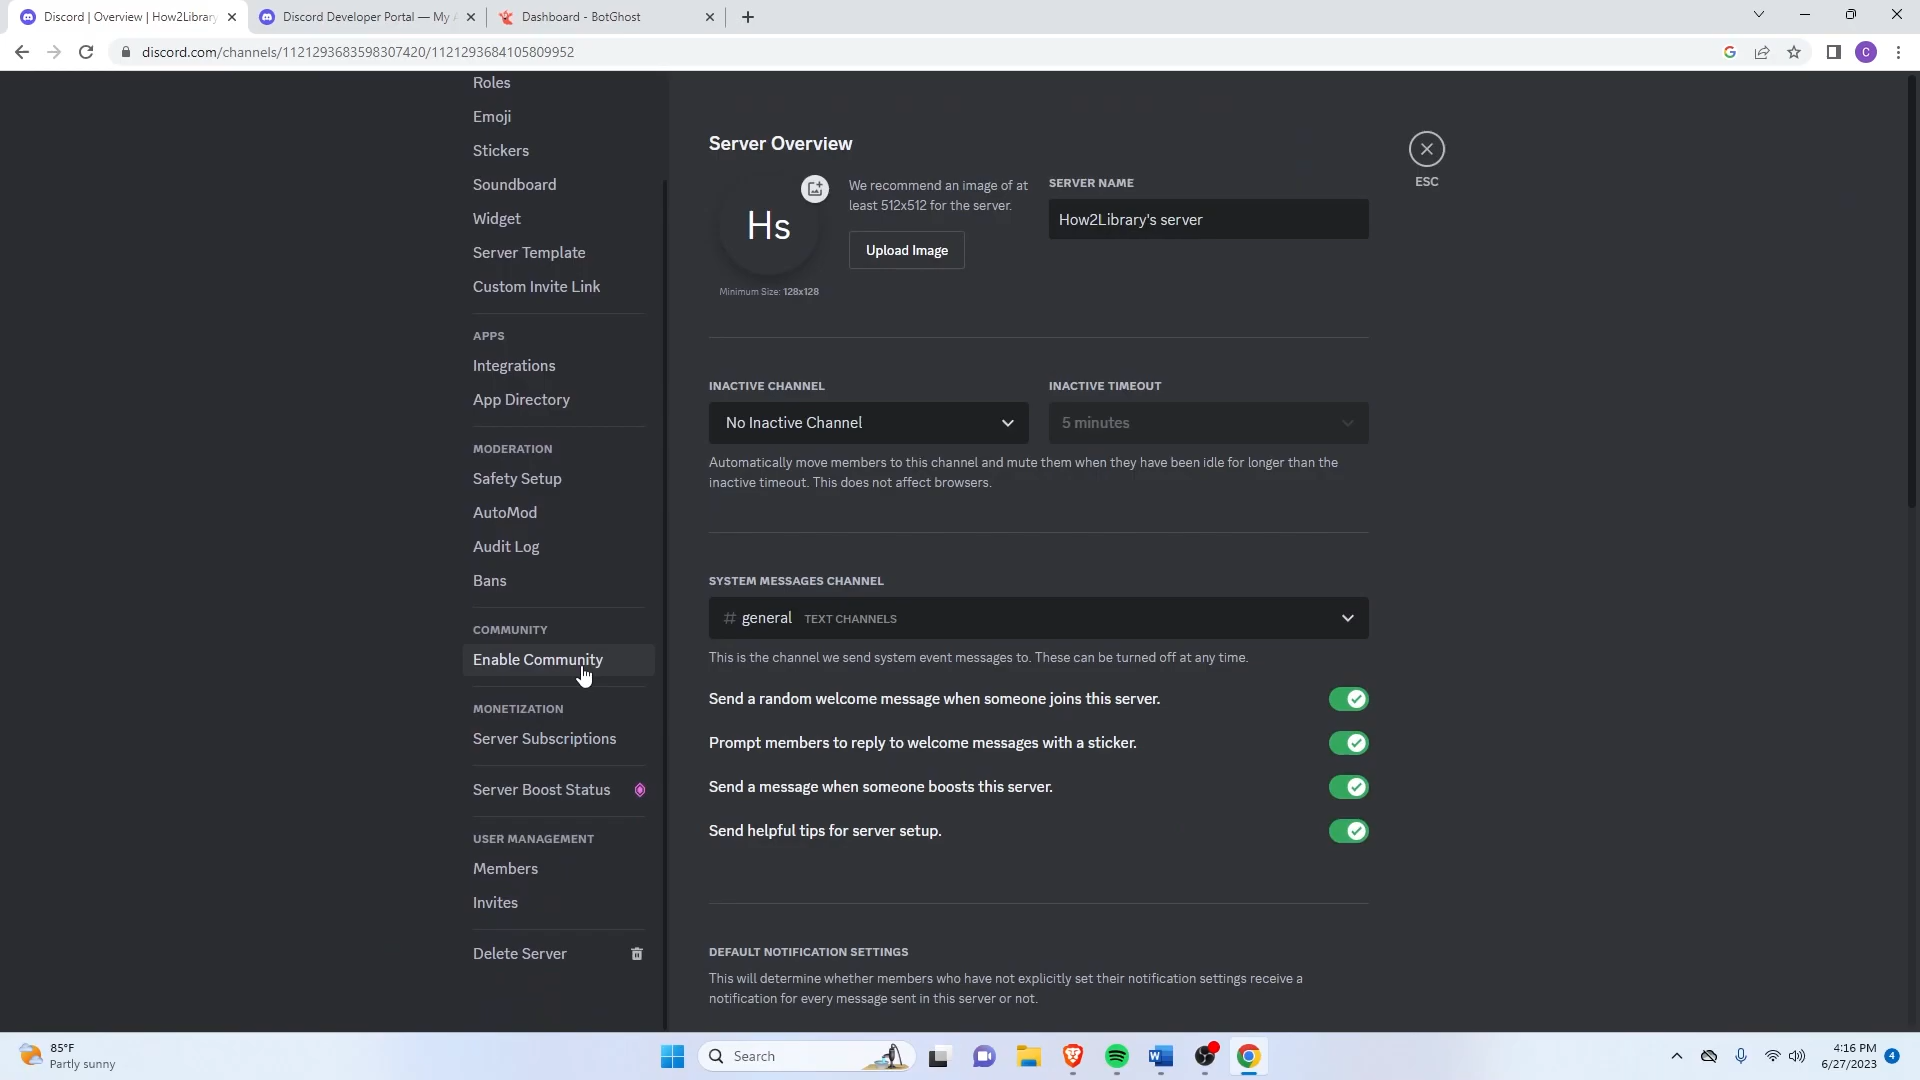 Discord | Overview | How2Library
Discord Developer Portal — My A
Dashboard - BotGhost
discord.com/channels/1121293683598307420/1121293684105809952
C
Roles
Emoji
Stickers
Soundboard
Widget
Server Template
Custom Invite Link
APPS
Integrations
App Directory
MODERATION
Safety Setup
AutoMod
Audit Log
Bans
COMMUNITY
Enable Community
MONETIZATION
Server Subscriptions
Server Boost Status
USER MANAGEMENT
Members
Invites
Delete Server
Server Overview
Hs
Minimum Size: 128x128
We recommend an image of at
least 512x512 for the server.
Upload Image
SERVER NAME
How2Library's server
ESC
INACTIVE CHANNEL
No Inactive Channel
INACTIVE TIMEOUT
5 minutes
Automatically move members to this channel and mute them when they have been idle for longer than the
inactive timeout. This does not affect browsers.
SYSTEM MESSAGES CHANNEL
# general TEXT CHANNELS
This is the channel we send system event messages to. These can be turned off at any time.
Send a random welcome message when someone joins this server.
Prompt members to reply to welcome messages with a sticker.
Send a message when someone boosts this server.
Send helpful tips for server setup.
DEFAULT NOTIFICATION SETTINGS
This will determine whether members who have not explicitly set their notification settings receive a
notification for every message sent in this server or not.
85°F
Partly sunny
Search
4:16 PM
6/27/2023
4